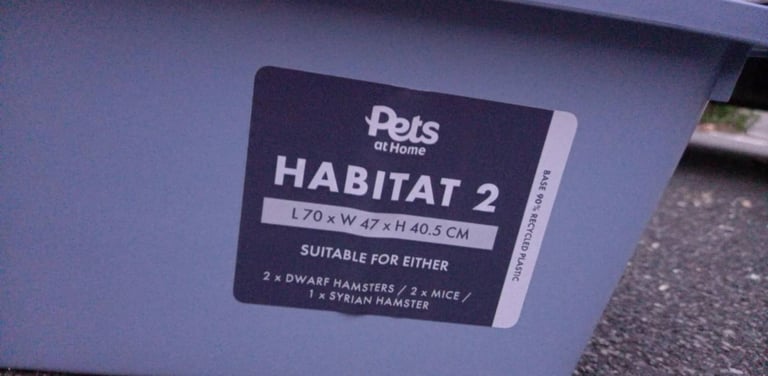 Pets
at Home
HABITAT 2
L 70 x W 47 x H 40.5 CM
SUITABLE FOR EITHER
2 x DWARF HAMSTERS / 2 x MICE /
1 x SYRIAN HAMSTER
BASE 90% RECYCLED PLASTIC